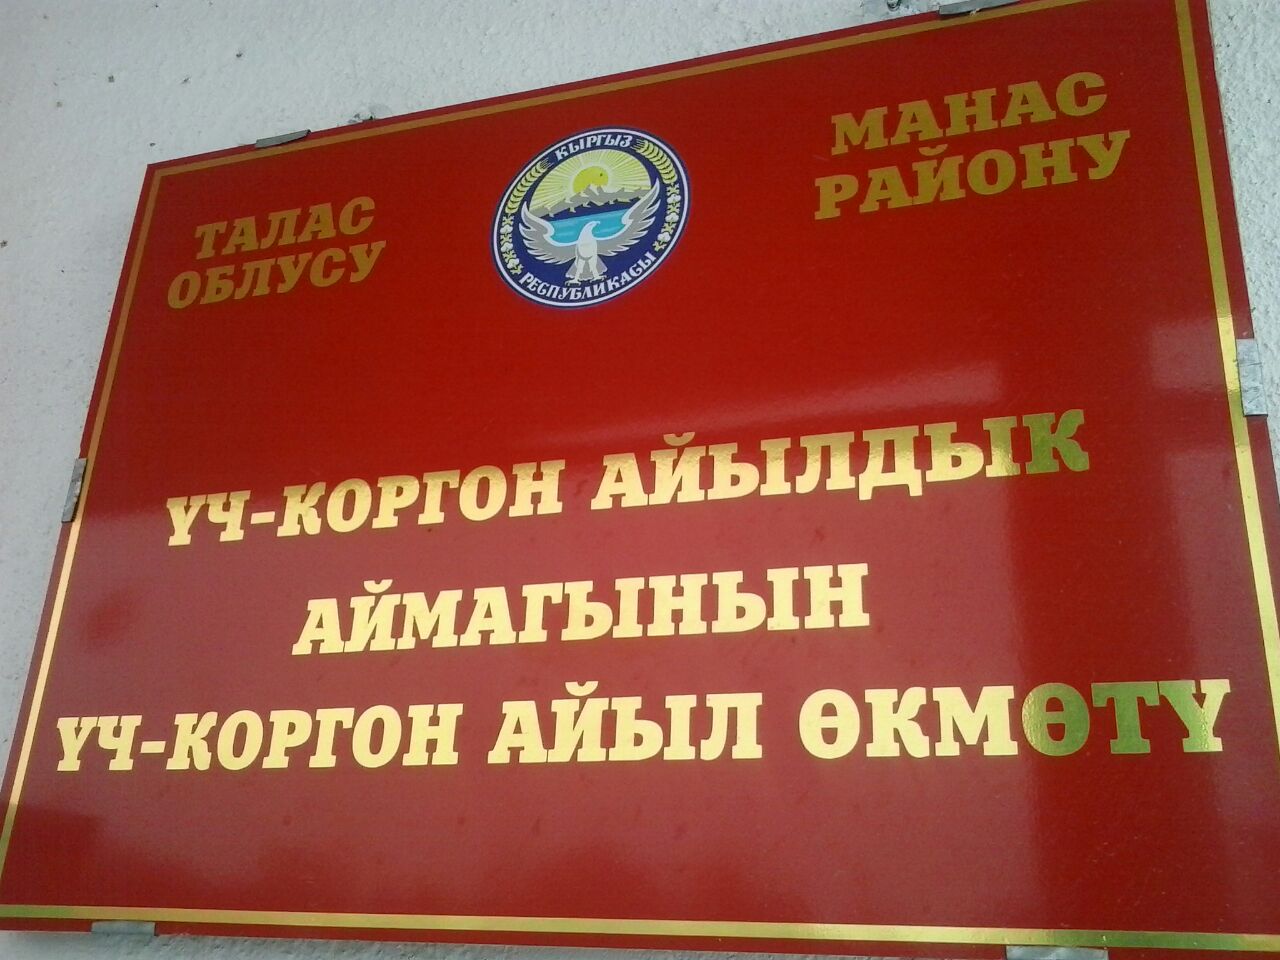 ТАЛАС
ОБЛУСУ
КЫРГЫЗ
РЕСПУБЛИКАСЫ
МАНАС
РАЙОНУ
ҮЧ-КОРГОН АЙЫЛДЫК
АЙМАГЫНЫН
ҮЧ-КОРГОН АЙЫЛ ӨКМӨТҮ